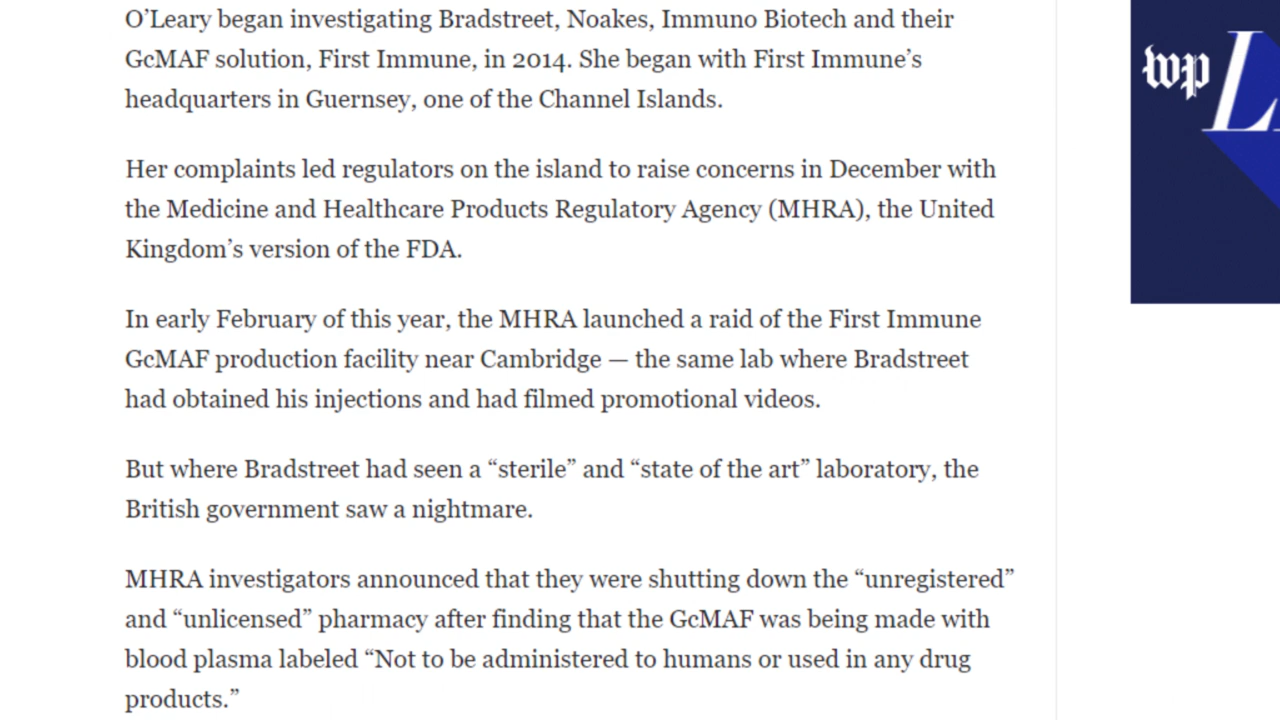 O’Leary began investigating Bradstreet, Noakes, Immuno Biotech and their
GcMAF solution, First Immune, in 2014. She began with First Immune’s
headquarters in Guernsey, one of the Channel Islands.
Her complaints led regulators on the island to raise concerns in December with
the Medicine and Healthcare Products Regulatory Agency (MHRA), the United
Kingdom’s version of the FDA.
In early February of this year, the MHRA launched a raid of the First Immune
GcMAF production facility near Cambridge — the same lab where Bradstreet
had obtained his injections and had filmed promotional videos.
But where Bradstreet had seen a “sterile” and “state of the art” laboratory, the
British government saw a nightmare.
MHRA investigators announced that they were shutting down the “unregistered”
and “unlicensed” pharmacy after finding that the GcMAF was being made with
blood plasma labeled “Not to be administered to humans or used in any drug
products.”
wp L